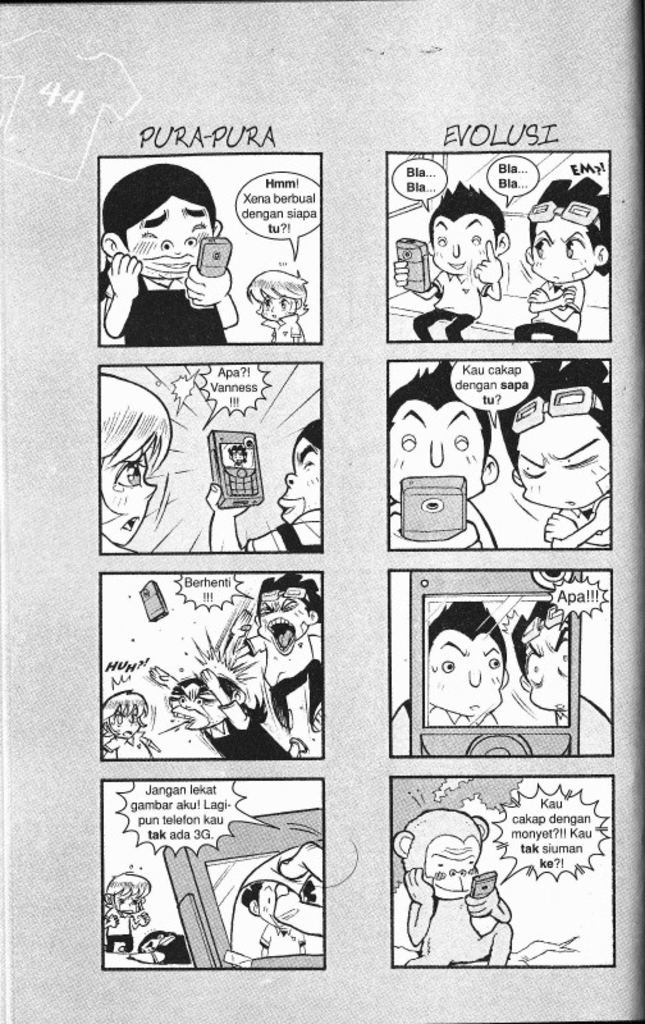 44
PURA-PURA
Hmm!
Xena berbual
dengan siapa
tu?!
Apa?!
Vanness
!!!
Berhenti
!!!
HUH?!
Jangan lekat
gambar aku! Lagi-
pun telefon kau
tak ada 3G.
EVOLUSI
Bla...
Bla...
Bla...
Bla...
EM?!
Kau cakap
dengan sapa
tu?
Apa!!!
Kau
cakap dengan
monyet?!! Kau
tak siuman
ke?!